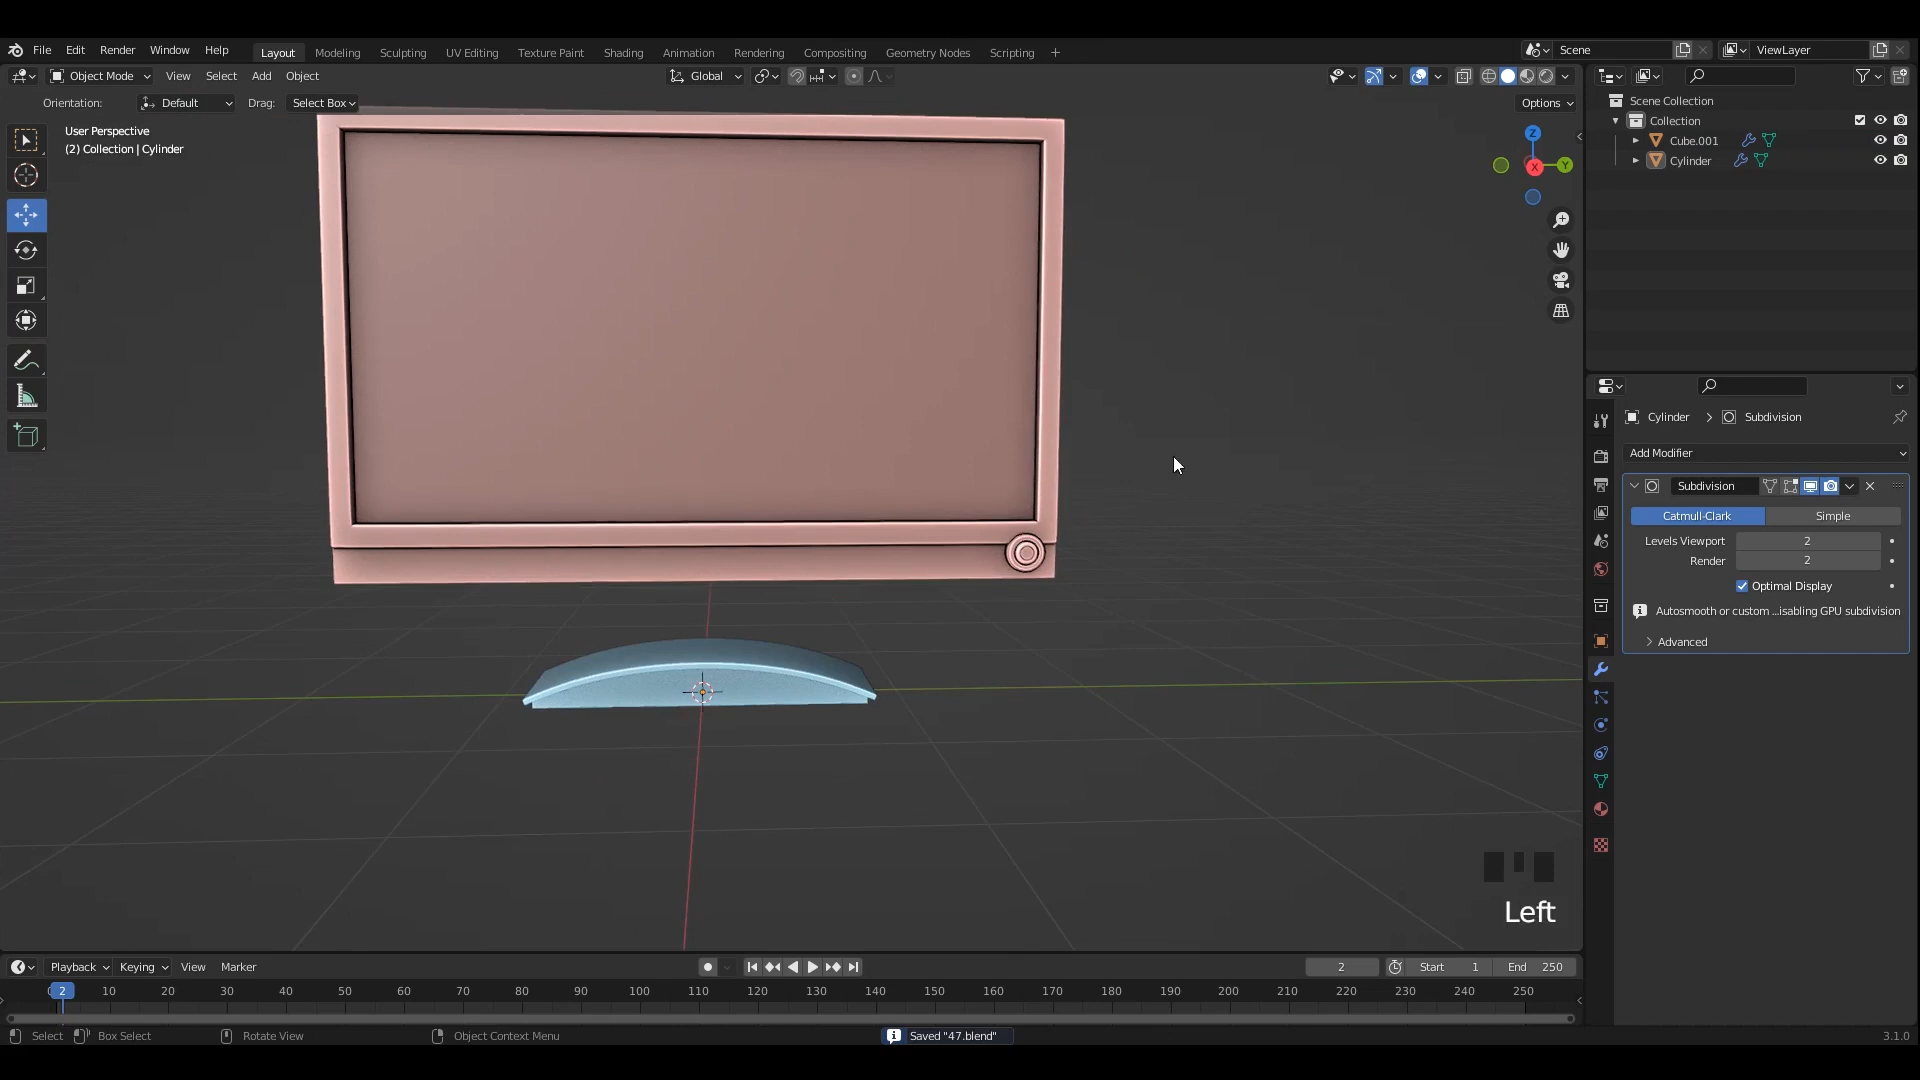 File Edit Render Window Help Layout Modeling Sculpting UV Editing Texture Paint Shading Animation Rendering Compositing Geometry Nodes Scripting + Scene ViewLayer
Object Mode View Select Add Object Global
Orientation: Default Drag: Select Box Options
User Perspective
(2) Collection | Cylinder
Z
Y
X
Scene Collection
Collection
Cube.001
Cylinder
Cylinder > Subdivision
Add Modifier
Subdivision
Catmull-Clark Simple
Levels Viewport 2
Render 2
Optimal Display
Autosmooth or custom ...isabling GPU subdivision
Advanced
Left
Playback Keying View Marker 2 Start 1 End 250
2 10 20 30 40 50 60 70 80 90 100 110 120 130 140 150 160 170 180 190 200 210 220 230 240 250
Select Box Select Rotate View Object Context Menu Saved "47.blend" 3.1.0